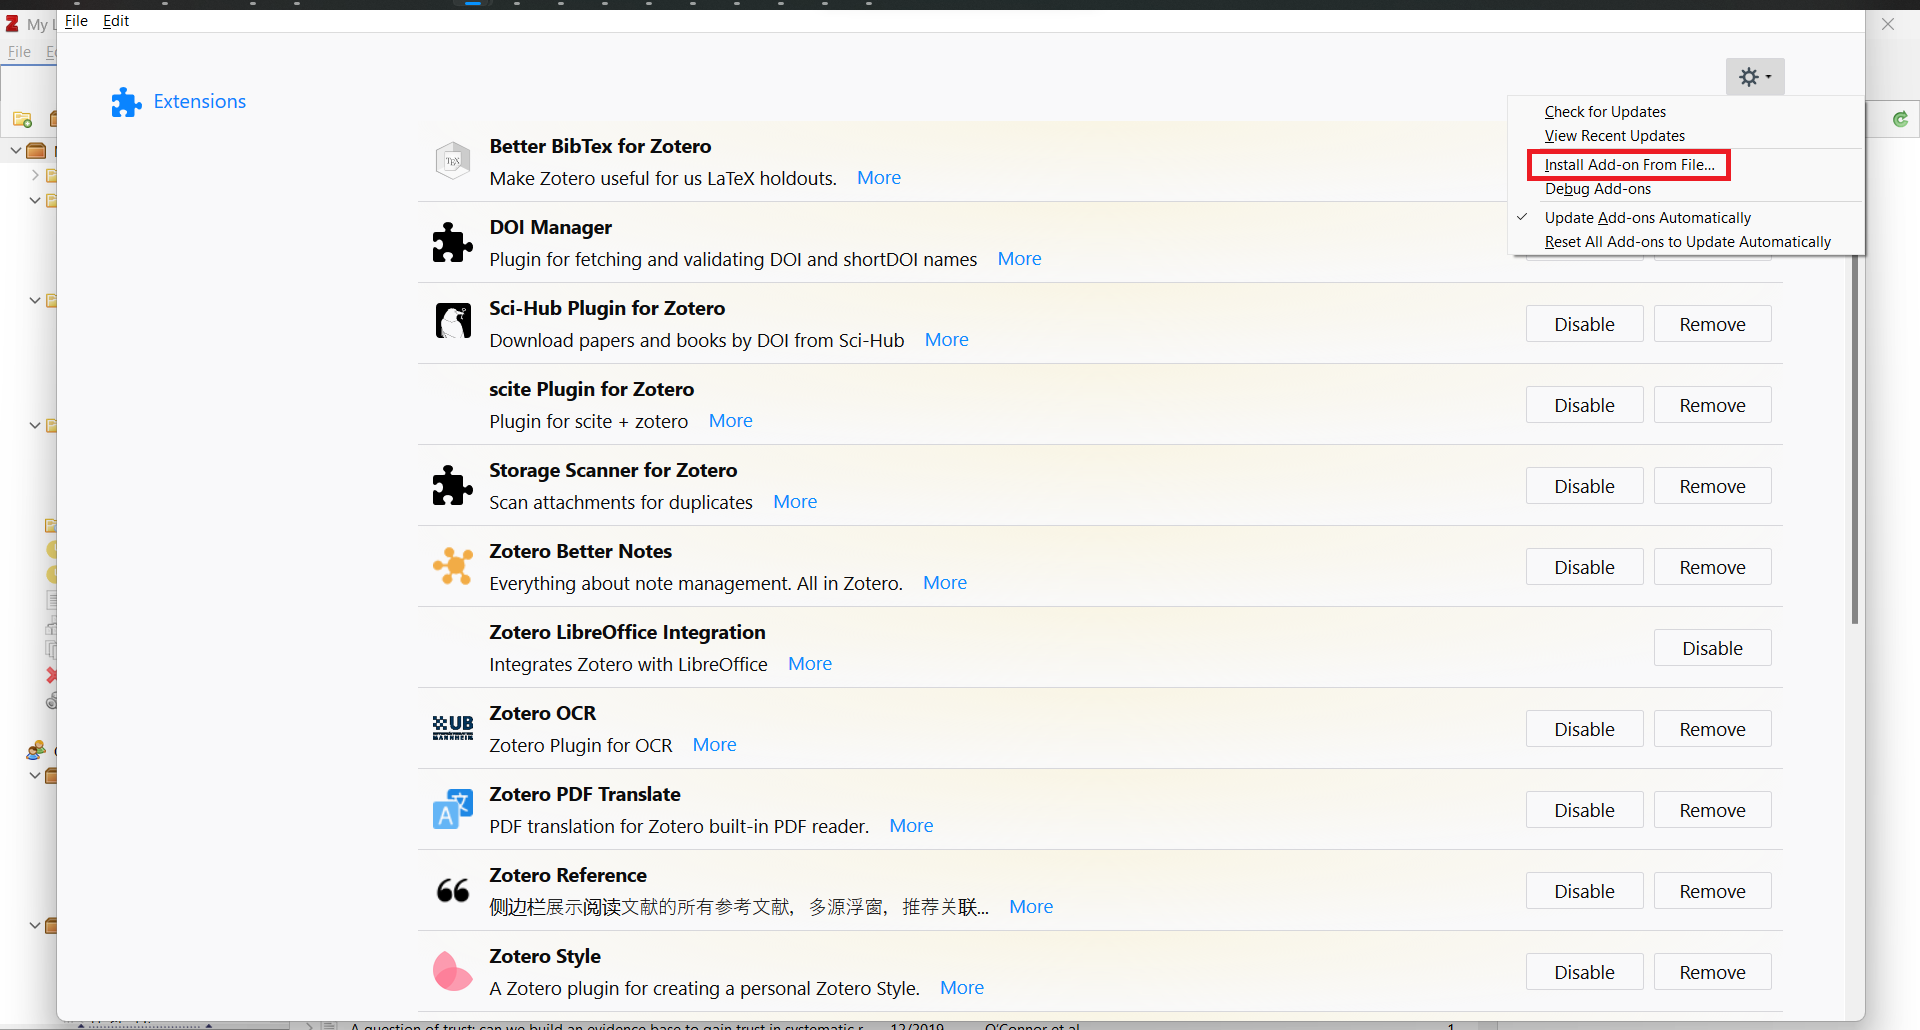 My L
File Edit
File
Extensions
Check for Updates
View Recent Updates
Install Add-on From File...
Debug Add-ons
Update Add-ons Automatically
Reset All Add-ons to Update Automatically
Better BibTex for Zotero
Make Zotero useful for us LaTeX holdouts. More
DOI Manager
Plugin for fetching and validating DOI and shortDOI names More
Sci-Hub Plugin for Zotero
Download papers and books by DOI from Sci-Hub More
Disable Remove
scite Plugin for Zotero
Plugin for scite + zotero More
Disable Remove
Storage Scanner for Zotero
Scan attachments for duplicates More
Disable Remove
Zotero Better Notes
Everything about note management. All in Zotero. More
Disable Remove
Zotero LibreOffice Integration
Integrates Zotero with LibreOffice More
Disable
UB
MANNHEIM
Zotero OCR
Zotero Plugin for OCR More
Disable Remove
Zotero PDF Translate
PDF translation for Zotero built-in PDF reader. More
Disable Remove
Zotero Reference
侧边栏展示阅读文献的所有参考文献，多源浮窗，推荐关联... More
Disable Remove
Zotero Style
A Zotero plugin for creating a personal Zotero Style. More
Disable Remove
A question of trust: can we build an evidence base to gain trust in systematic r... 12/2019 O'Connor et al. 1